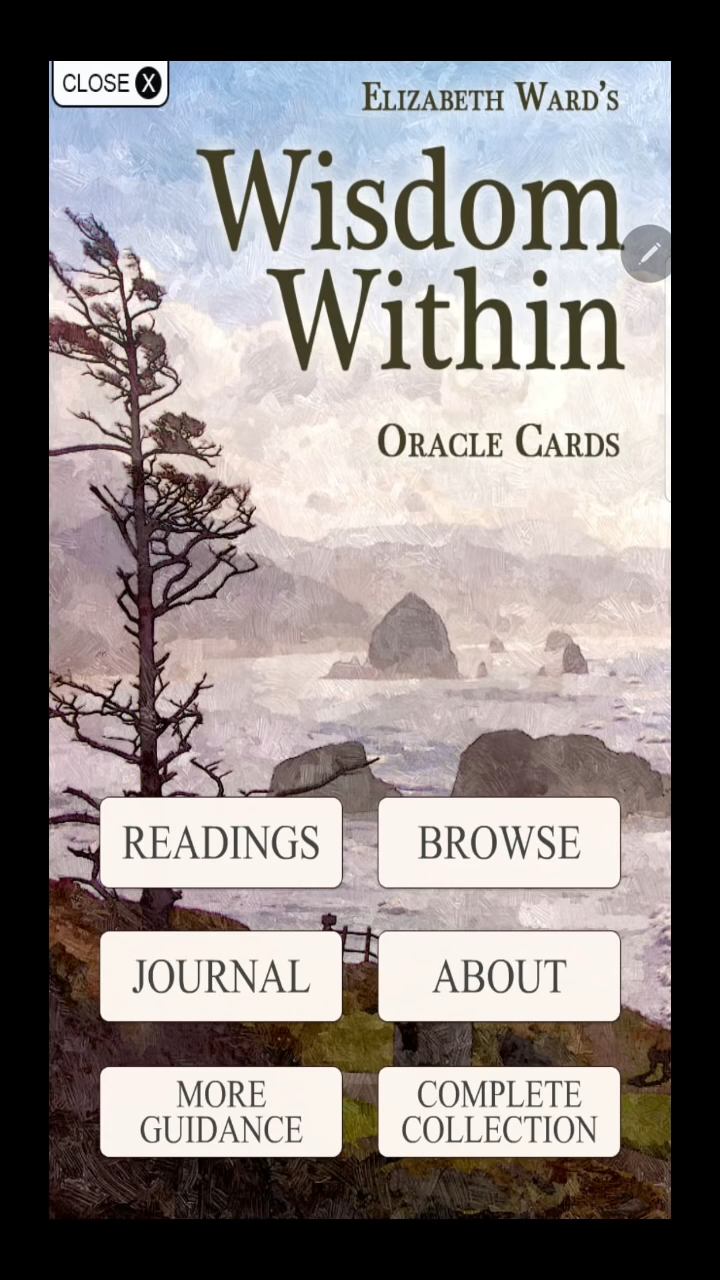 CLOSE X
ELIZABETH WARD'S
Wisdom
Within
ORACLE CARDS
READINGS
BROWSE
JOURNAL
ABOUT
MORE
GUIDANCE
COMPLETE
COLLECTION